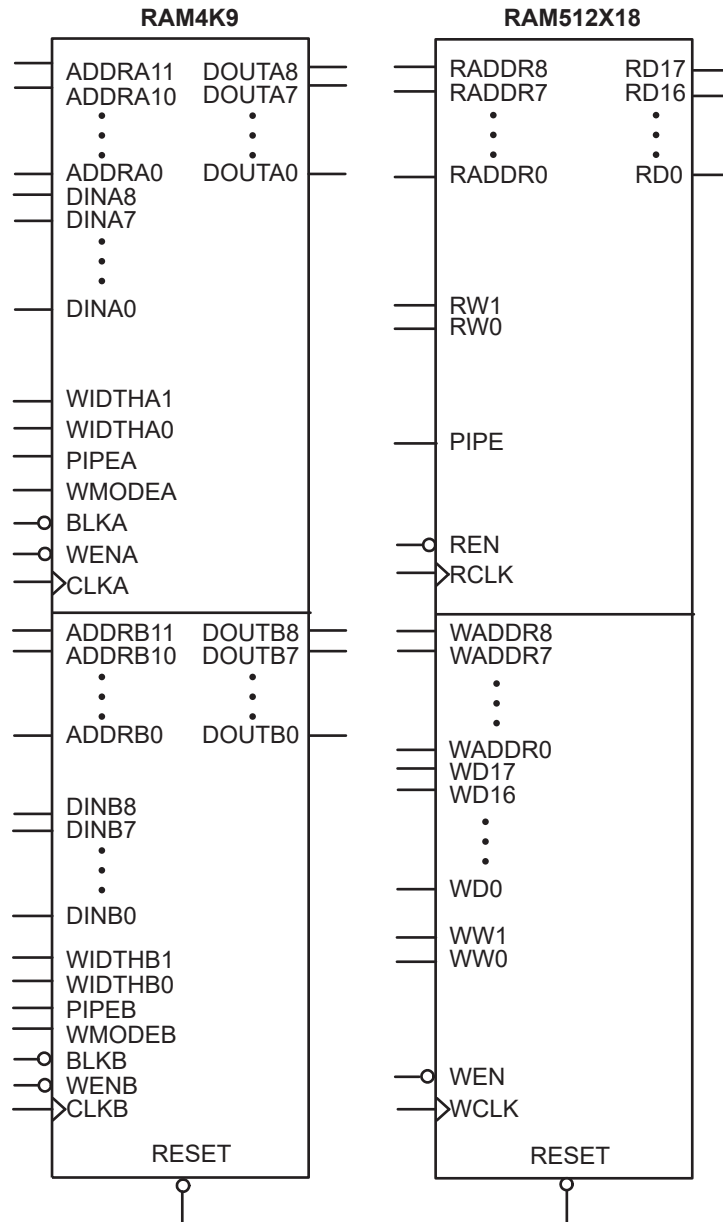 RAM4K9
ADDRA11 DOUTA8
ADDRA10 DOUTA7
ADDRA0 DOUTA0
DINA8
DINA7
DINA0
WIDTHA1
WIDTHA0
PIPEA
WMODEA
BLKA
WENA
CLKA
ADDRB11 DOUTB8
ADDRB10 DOUTB7
ADDRB0 DOUTB0
DINB8
DINB7
DINB0
WIDTHB1
WIDTHB0
PIPEB
WMODEB
BLKB
WENB
CLKB
RESET
RAM512X18
RADDR8 RD17
RADDR7 RD16
RADDR0 RD0
RW1
RW0
PIPE
REN
RCLK
WADDR8
WADDR7
WADDR0
WD17
WD16
WD0
WW1
WW0
WEN
WCLK
RESET